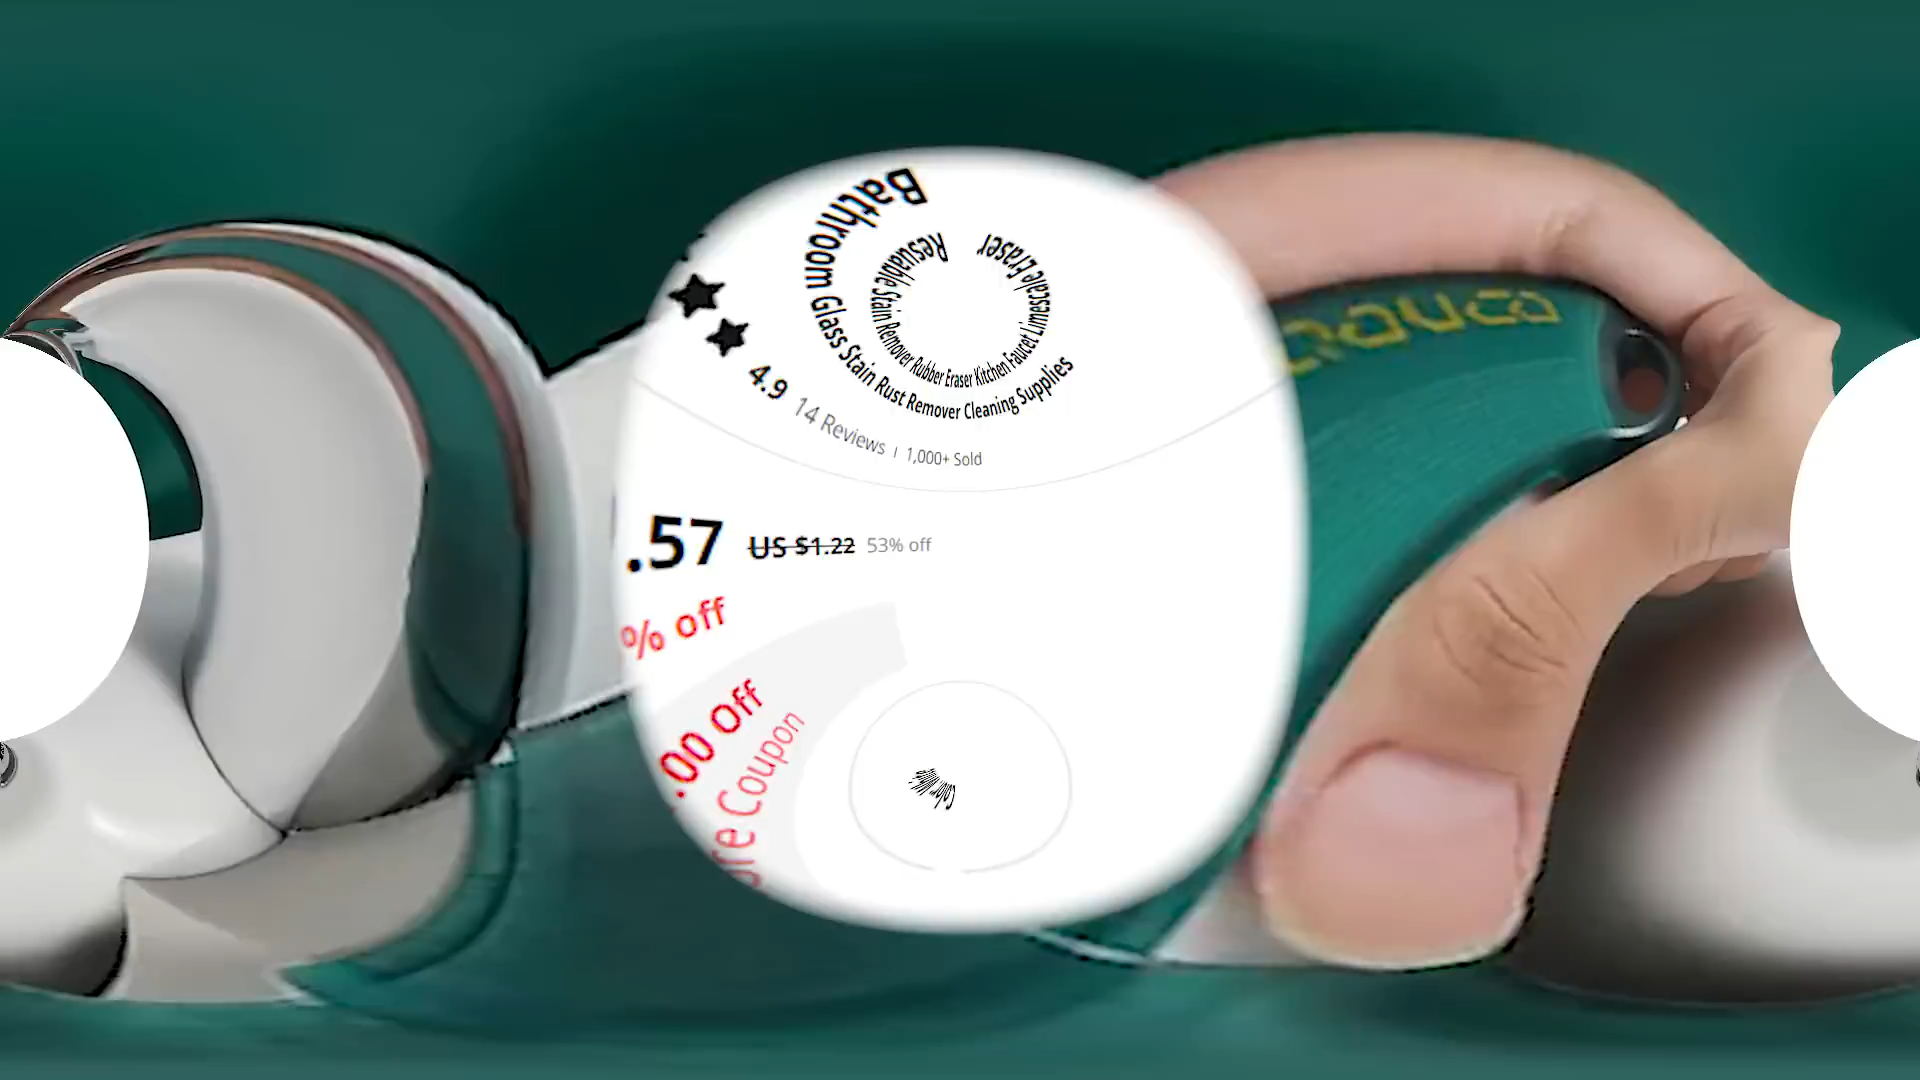 Resuable Stain Remover Rubber Eraser Kitchen Faucet Limescale Eraser
Bathroom Glass Stain Rust Remover Cleaning Supplies
4.9 14 Reviews | 1,000+ Sold
.57 US $1.22 53% off
% off
.00 Off
Coupon